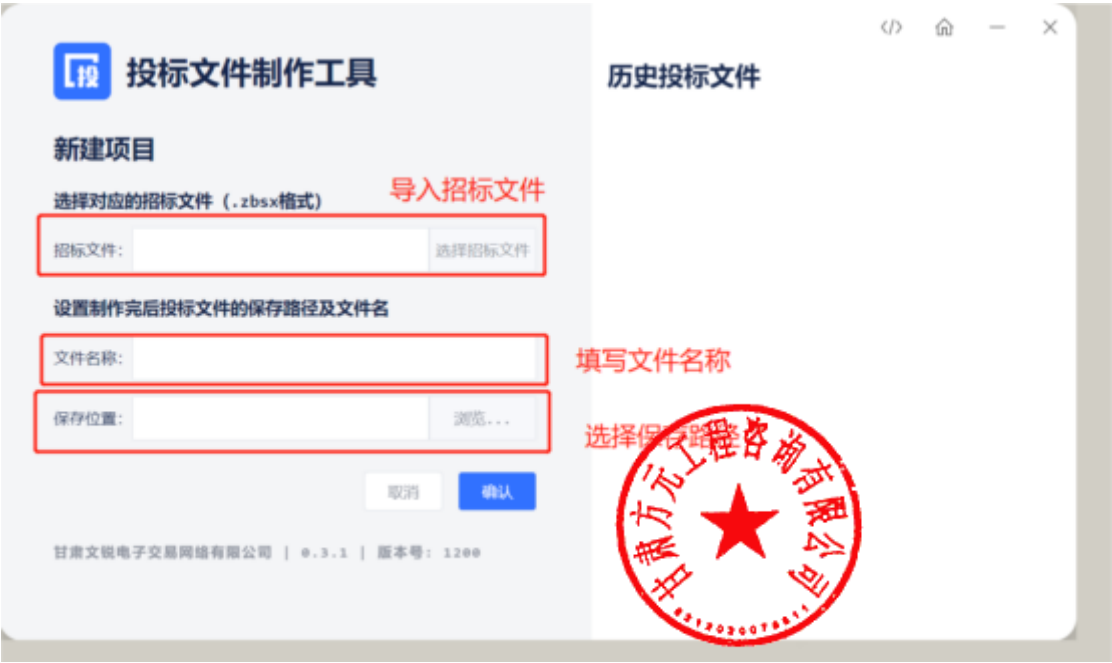 投标文件制作工具
历史投标文件
新建项目
导入招标文件
选择对应的招标文件（.zbsx格式）
招标文件：
选择招标文件
设置制作完后投标文件的保存路径及文件名
文件名称：
填写文件名称
保存位置：
浏览...
选择保存路径
取消
确认
甘肃文锐电子交易网络有限公司 | 0.3.1 | 版本号：1200
甘肃方元工程咨询有限公司